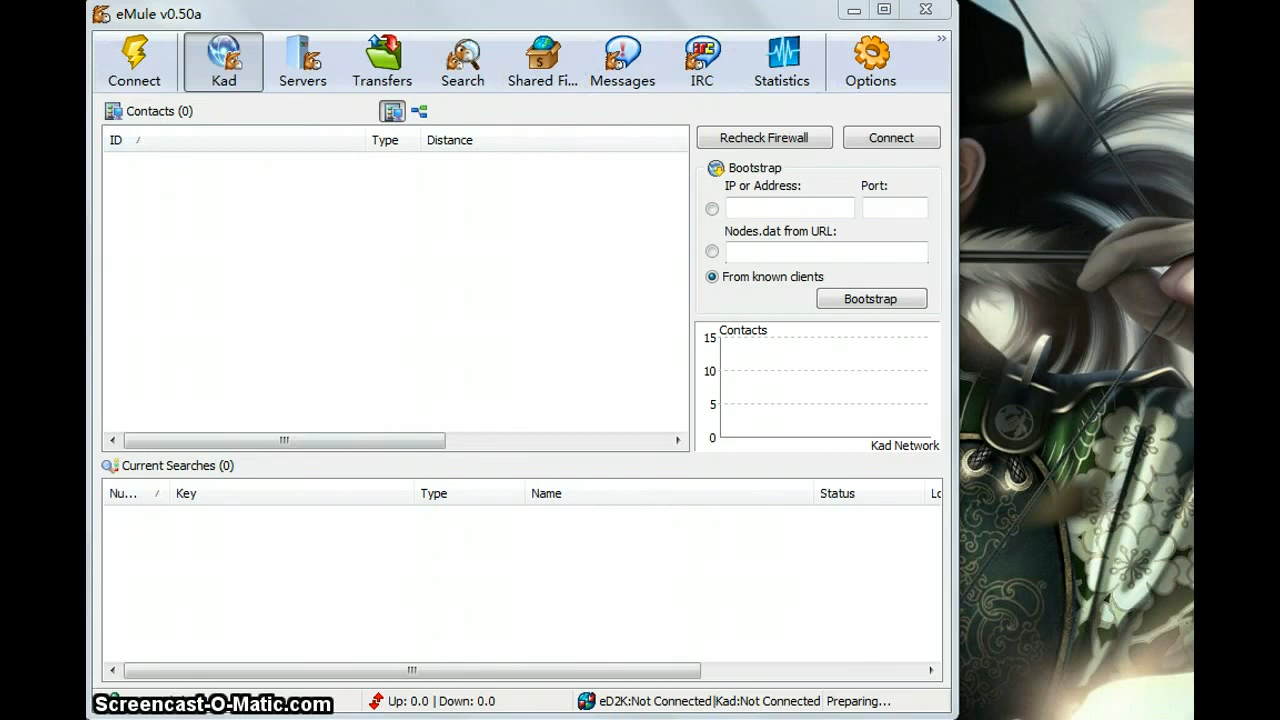 eMule v0.50a
Connect Kad Servers Transfers Search Shared Fi... Messages IRC Statistics Options
Contacts (0)
ID / Type Distance
Recheck Firewall Connect
Bootstrap
IP or Address: Port:
Nodes.dat from URL:
From known clients
Bootstrap
Contacts
15
10
5
0
Kad Network
Current Searches (0)
Nu... / Key Type Name Status Lo
Screencast-O-Matic.com
Up: 0.0 | Down: 0.0 eD2K:Not Connected|Kad:Not Connected Preparing...